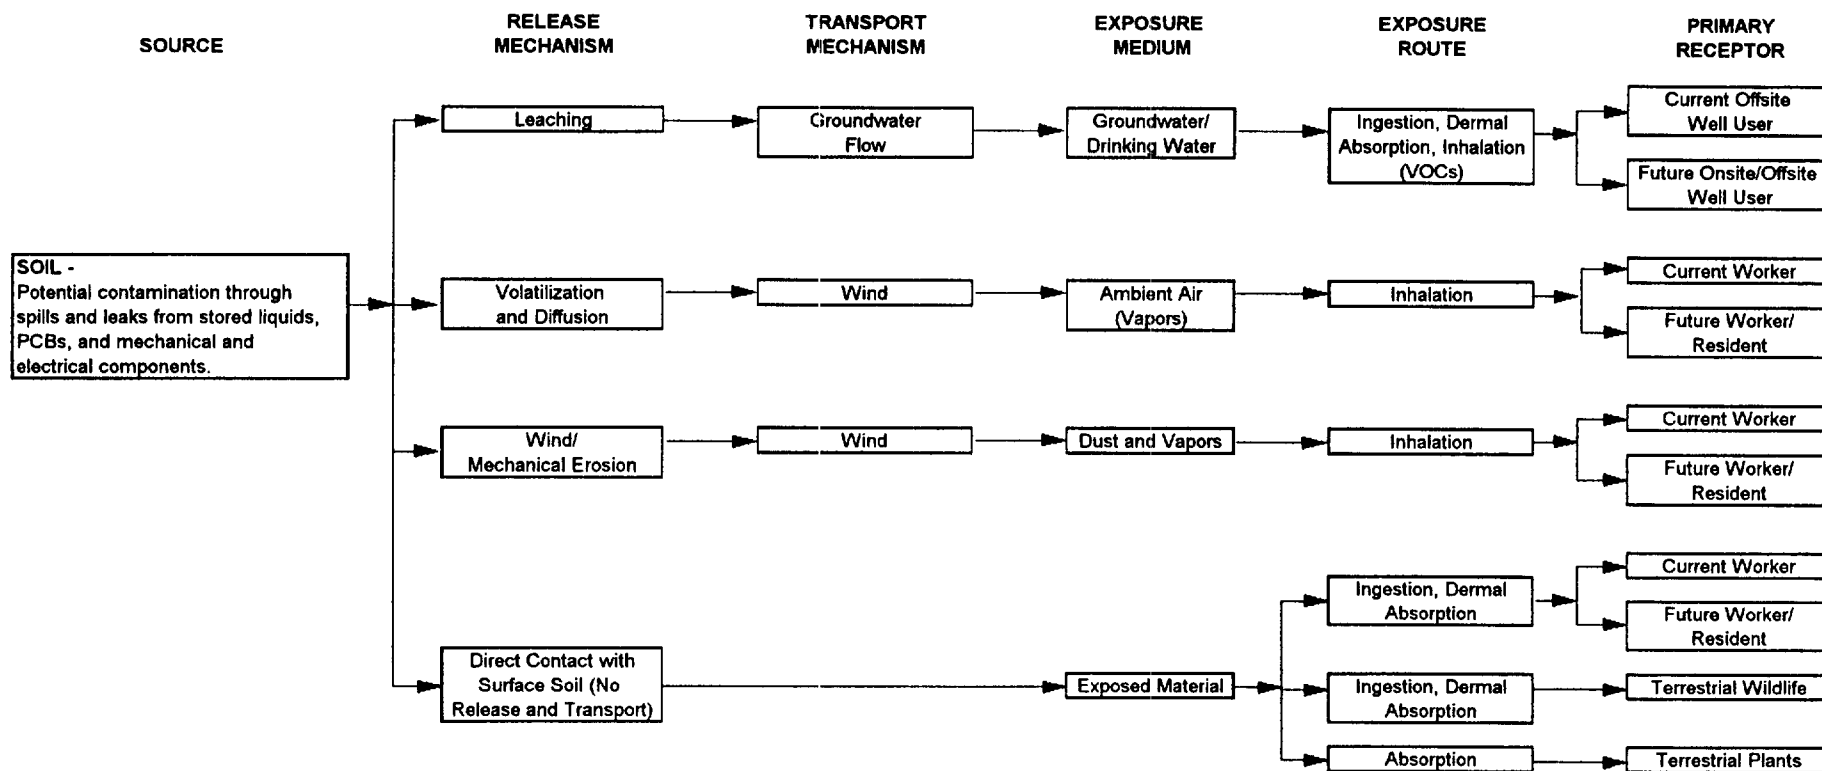 SOURCE
RELEASE
MECHANISM
TRANSPORT
MECHANISM
EXPOSURE
MEDIUM
EXPOSURE
ROUTE
PRIMARY
RECEPTOR
Leaching
Groundwater
Flow
Groundwater/
Drinking Water
Ingestion, Dermal
Absorption, Inhalation
(VOCs)
Current Offsite
Well User
Future Onsite/Offsite
Well User
SOIL -
Potential contamination through
spills and leaks from stored liquids,
PCBs, and mechanical and
electrical components.
Volatilization
and Diffusion
Wind
Ambient Air
(Vapors)
Inhalation
Current Worker
Future Worker/
Resident
Wind/
Mechanical Erosion
Wind
Dust and Vapors
Inhalation
Current Worker
Future Worker/
Resident
Direct Contact with
Surface Soil (No
Release and Transport)
Exposed Material
Ingestion, Dermal
Absorption
Current Worker
Future Worker/
Resident
Ingestion, Dermal
Absorption
Terrestrial Wildlife
Absorption
Terrestrial Plants